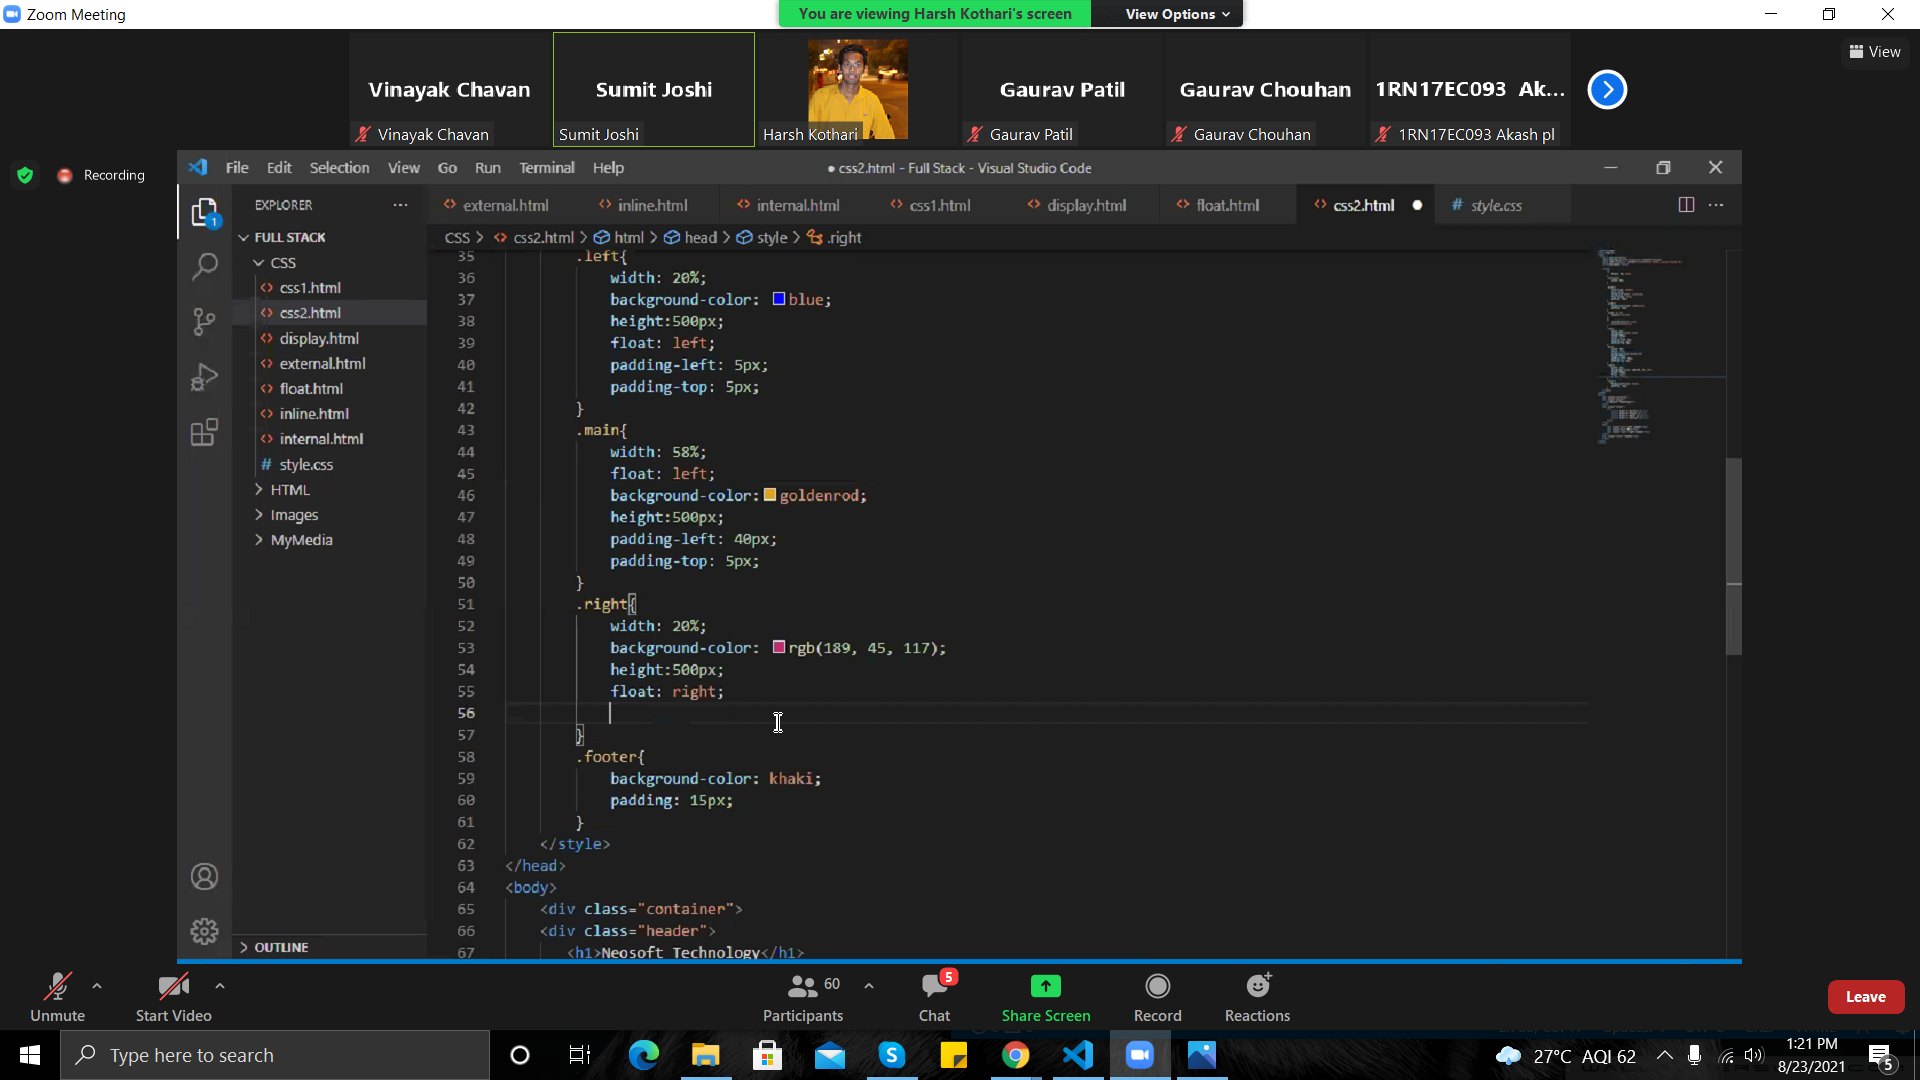 Zoom Meeting
You are viewing Harsh Kothari's screen
View Options
View
Vinayak Chavan
Sumit Joshi
Gaurav Patil
Gaurav Chouhan
1RN17EC093 Ak...
Vinayak Chavan
Sumit Joshi
Harsh Kothari
Gaurav Patil
Gaurav Chouhan
1RN17EC093 Akash pl
Recording
File Edit Selection View Go Run Terminal Help
● css2.html - Full Stack - Visual Studio Code
EXPLORER
external.html
inline.html
internal.html
css1.html
display.html
float.html
css2.html
# style.css
1
FULL STACK
CSS
css1.html
css2.html
display.html
external.html
float.html
inline.html
internal.html
# style.css
HTML
Images
MyMedia
OUTLINE
CSS > css2.html > html > head > style > .right
35 .left{
36 width: 20%;
37 background-color: blue;
38 height:500px;
39 float: left;
40 padding-left: 5px;
41 padding-top: 5px;
42 }
43 .main{
44 width: 58%;
45 float: left;
46 background-color: goldenrod;
47 height:500px;
48 padding-left: 40px;
49 padding-top: 5px;
50 }
51 .right{
52 width: 20%;
53 background-color: rgb(189, 45, 117);
54 height:500px;
55 float: right;
56
57 }
58 .footer{
59 background-color: khaki;
60 padding: 15px;
61 }
62 </style>
63 </head>
64 <body>
65 <div class="container">
66 <div class="header">
67 <h1>Neosoft Technology</h1>
Unmute
Start Video
60
Participants
5
Chat
Share Screen
Record
Reactions
Leave
Type here to search
27°C AQI 62
1:21 PM
8/23/2021
5